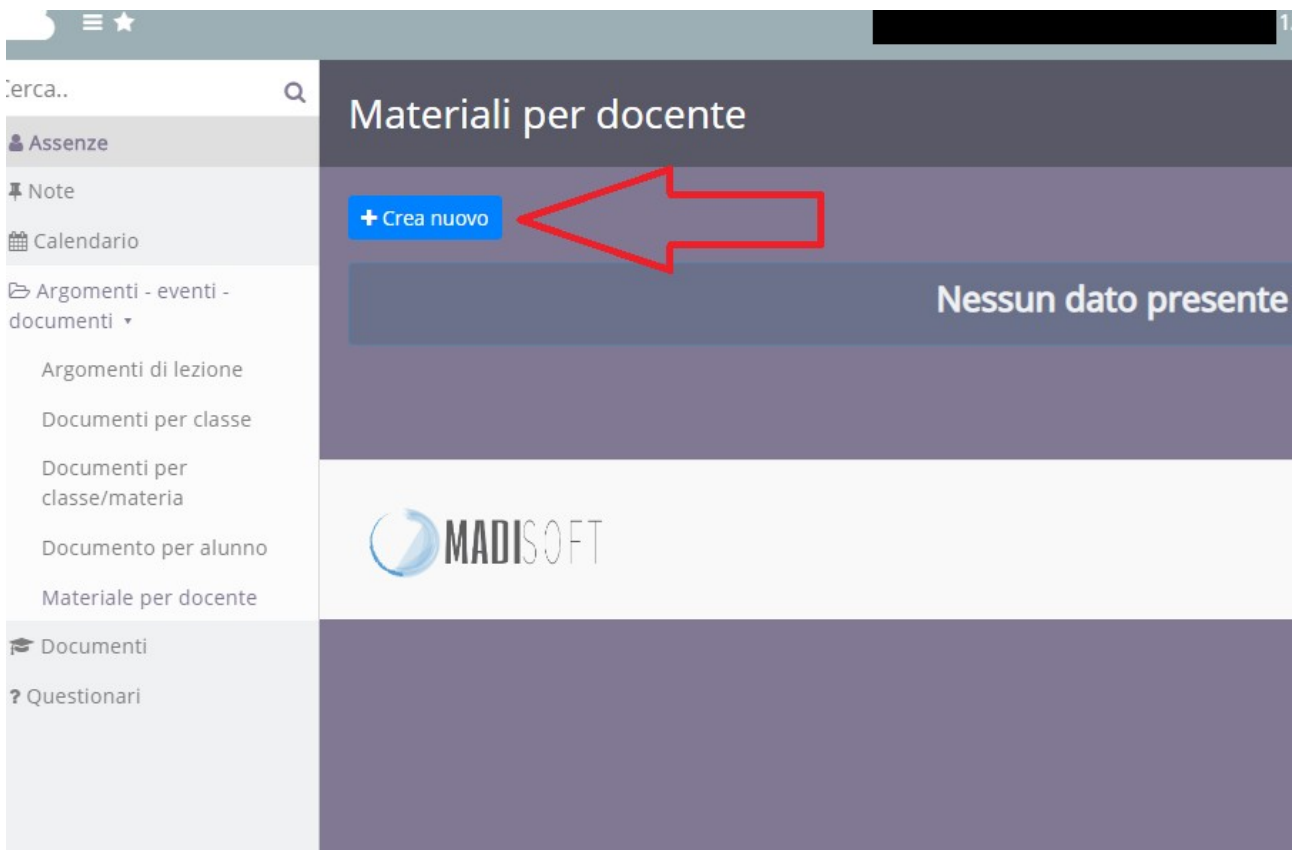 Cerca..
Assenze
Note
Calendario
Argomenti - eventi -
documenti
Argomenti di lezione
Documenti per classe
Documenti per
classe/materia
Documento per alunno
Materiale per docente
Documenti
? Questionari
Materiali per docente
+ Crea nuovo
Nessun dato presente
MADISOFT